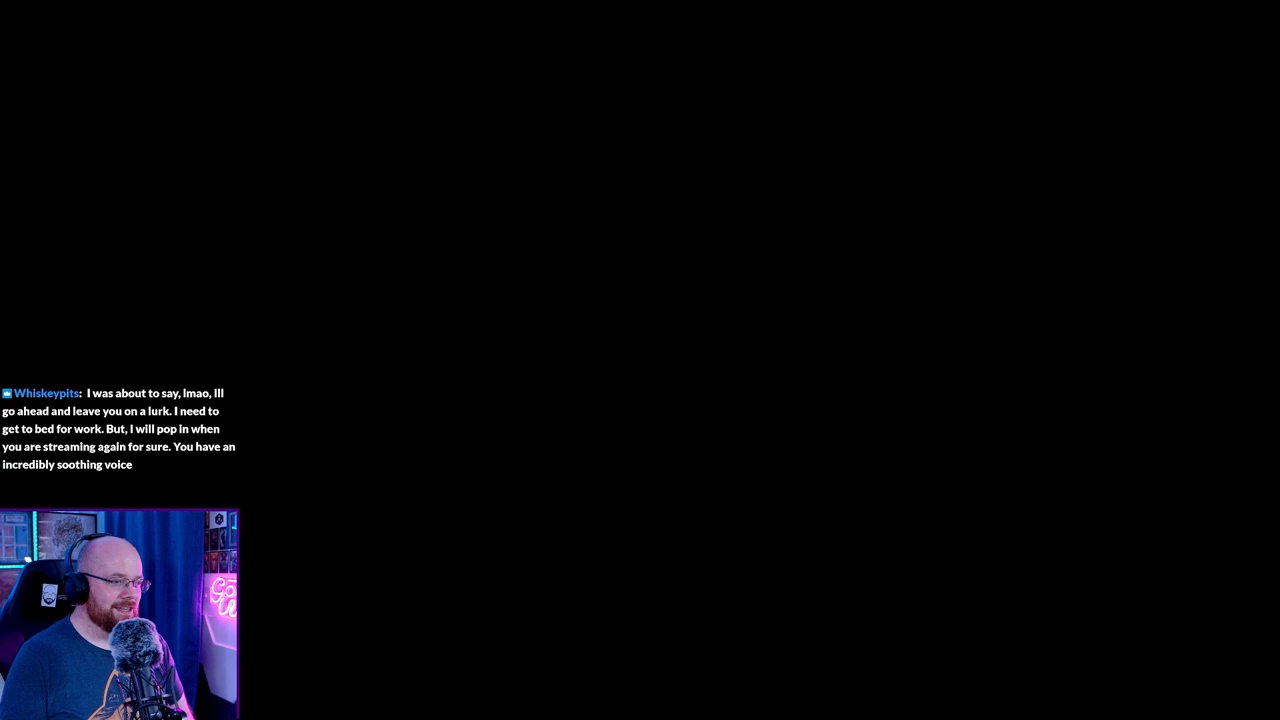 Whiskeypits: I was about to say, lmao, Ill
go ahead and leave you on a lurk. I need to
get to bed for work. But, I will pop in when
you are streaming again for sure. You have an
incredibly soothing voice